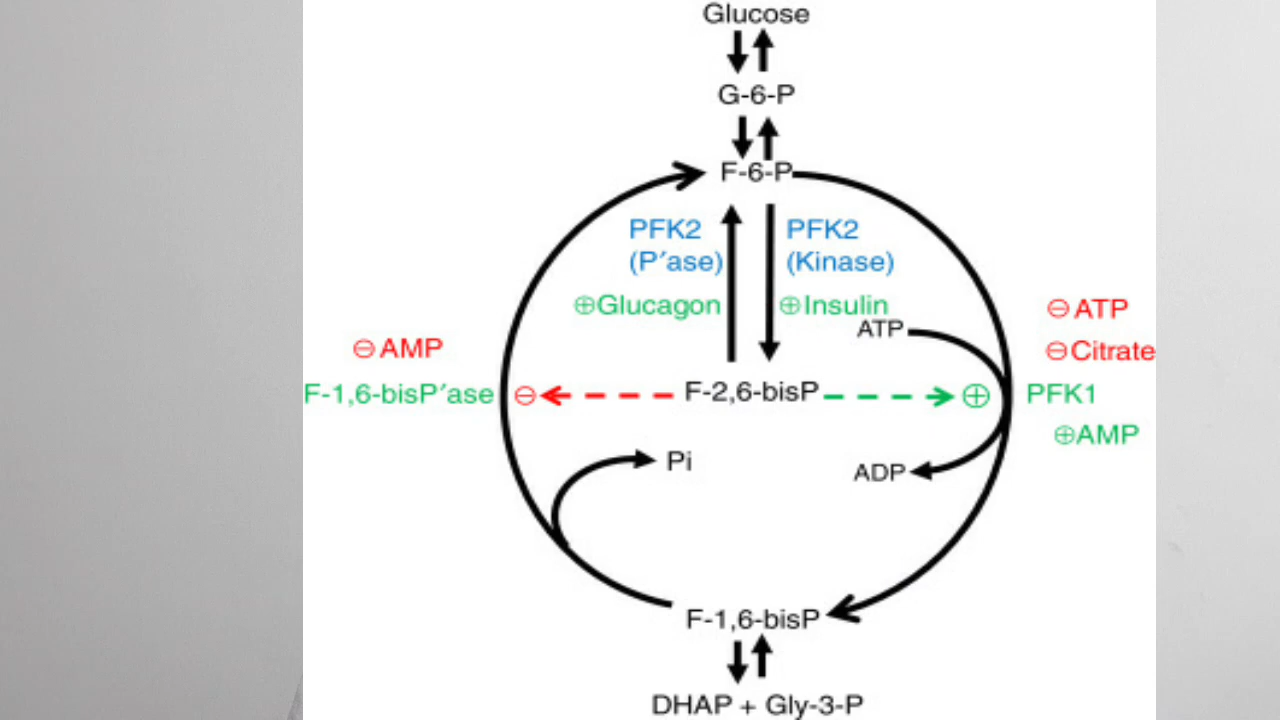 Glucose
G-6-P
F-6-P
PFK2
(P′ase)
⊕Glucagon
PFK2
(Kinase)
⊕Insulin
ATP
⊖ ATP
⊖Citrate
⊖ AMP
F-1,6-bisP′ase ⊖
F-2,6-bisP
⊕ PFK1
⊕AMP
Pi
ADP
F-1,6-bisP
DHAP + Gly-3-P